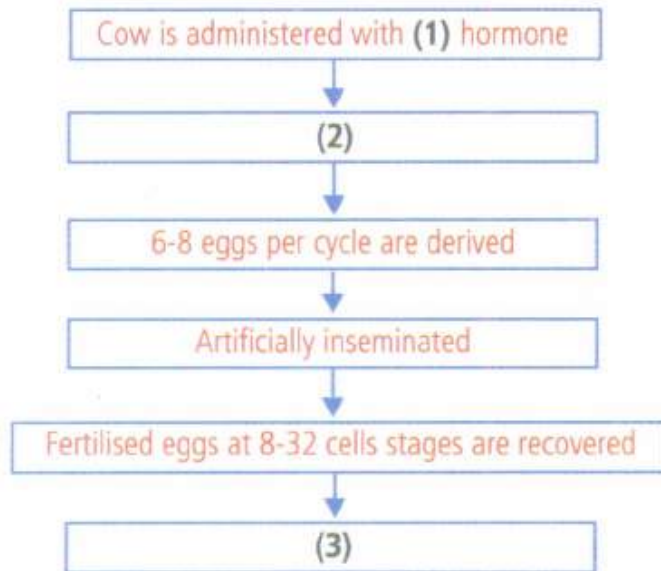 Cow is administered with (1) hormone
(2)
6-8 eggs per cycle are derived
Artificially inseminated
Fertilised eggs at 8-32 cells stages are recovered
(3)